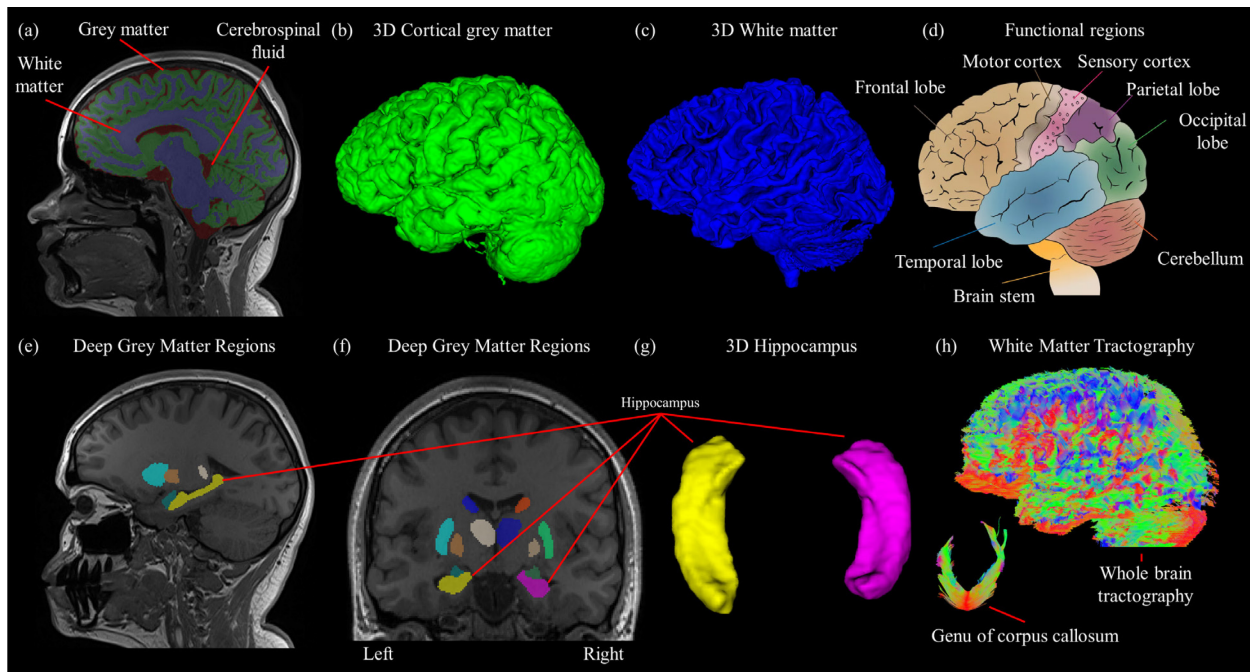 (a)
Grey matter
White
matter
Cerebrospinal
fluid
(b)
3D Cortical grey matter
(c)
3D White matter
(d)
Functional regions
Motor cortex
Sensory cortex
Frontal lobe
Parietal lobe
Occipital
lobe
Temporal lobe
Cerebellum
Brain stem
(e)
Deep Grey Matter Regions
(f)
Deep Grey Matter Regions
Left
Right
(g)
3D Hippocampus
Hippocampus
(h)
White Matter Tractography
Whole brain
tractography
Genu of corpus callosum